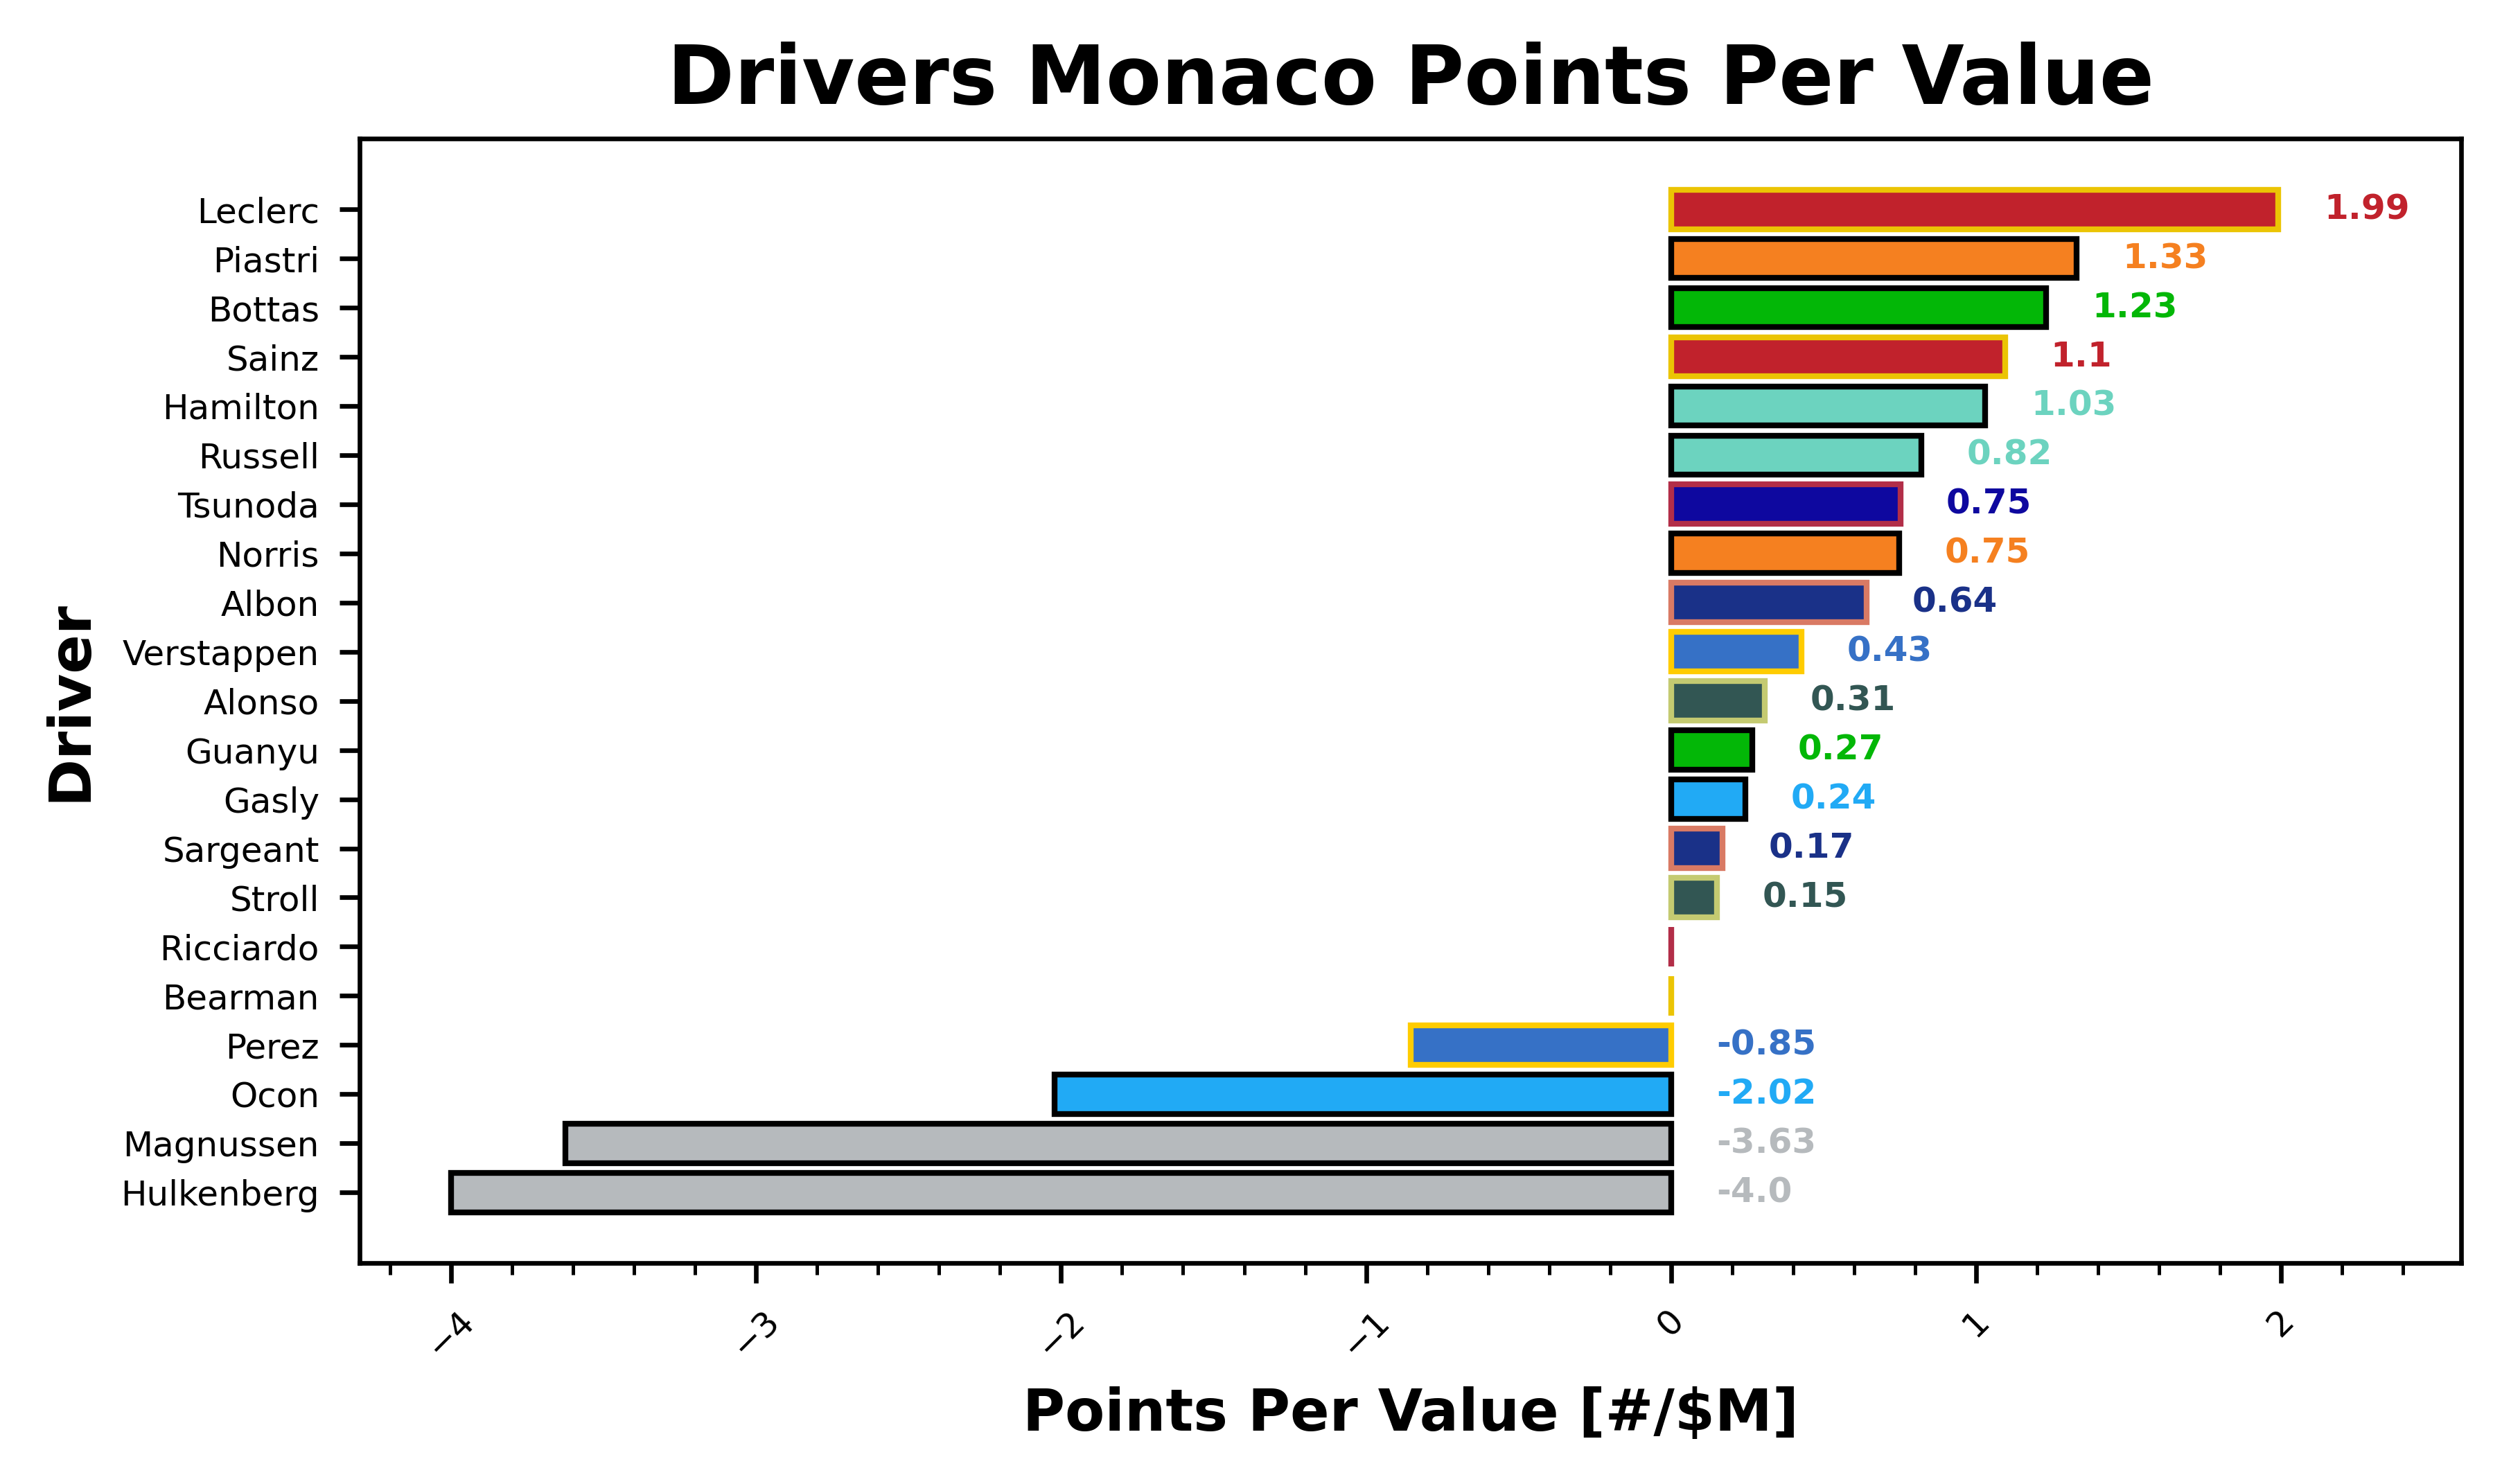 Drivers Monaco Points Per Value
Driver
Leclerc 1.99
Piastri 1.33
Bottas 1.23
Sainz 1.1
Hamilton 1.03
Russell 0.82
Tsunoda 0.75
Norris 0.75
Albon 0.64
Verstappen 0.43
Alonso 0.31
Guanyu 0.27
Gasly 0.24
Sargeant 0.17
Stroll 0.15
Ricciardo
Bearman
Perez -0.85
Ocon -2.02
Magnussen -3.63
Hulkenberg -4.0
−4 −3 −2 −1 0 1 2
Points Per Value [#/$M]